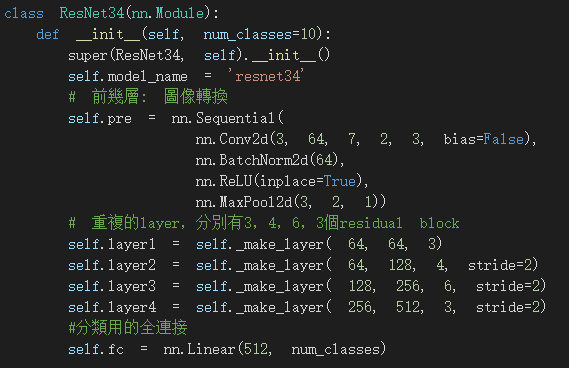 class ResNet34(nn.Module):
    def __init__(self, num_classes=10):
        super(ResNet34, self).__init__()
        self.model_name = 'resnet34'
        # 前幾層: 圖像轉換
        self.pre = nn.Sequential(
                    nn.Conv2d(3, 64, 7, 2, 3, bias=False),
                    nn.BatchNorm2d(64),
                    nn.ReLU(inplace=True),
                    nn.MaxPool2d(3, 2, 1))
        # 重複的layer，分別有3，4，6，3個residual block
        self.layer1 = self._make_layer( 64, 64, 3)
        self.layer2 = self._make_layer( 64, 128, 4, stride=2)
        self.layer3 = self._make_layer( 128, 256, 6, stride=2)
        self.layer4 = self._make_layer( 256, 512, 3, stride=2)
        #分類用的全連接
        self.fc = nn.Linear(512, num_classes)